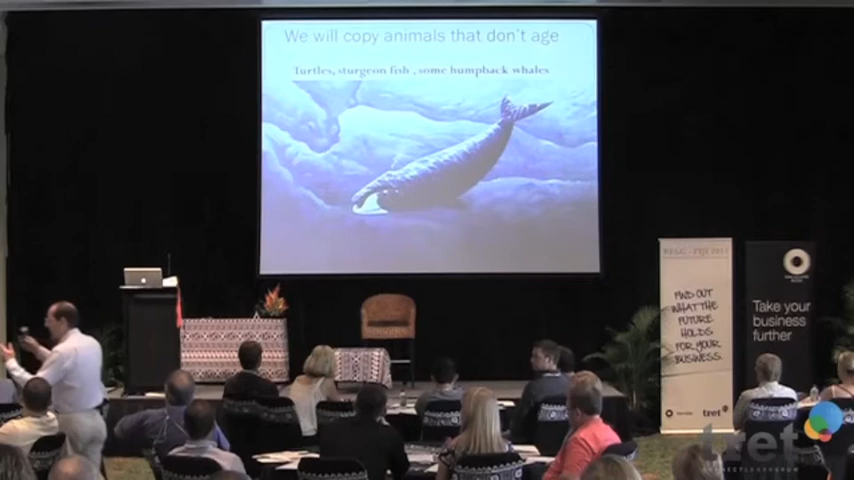 We will copy animals that don't age
Turtles, sturgeon fish , some humpback whales
FIND OUT
WHAT THE
FUTURE
HOLDS
FOR YOUR
BUSINESS.
tret
Take your
business
further
tret